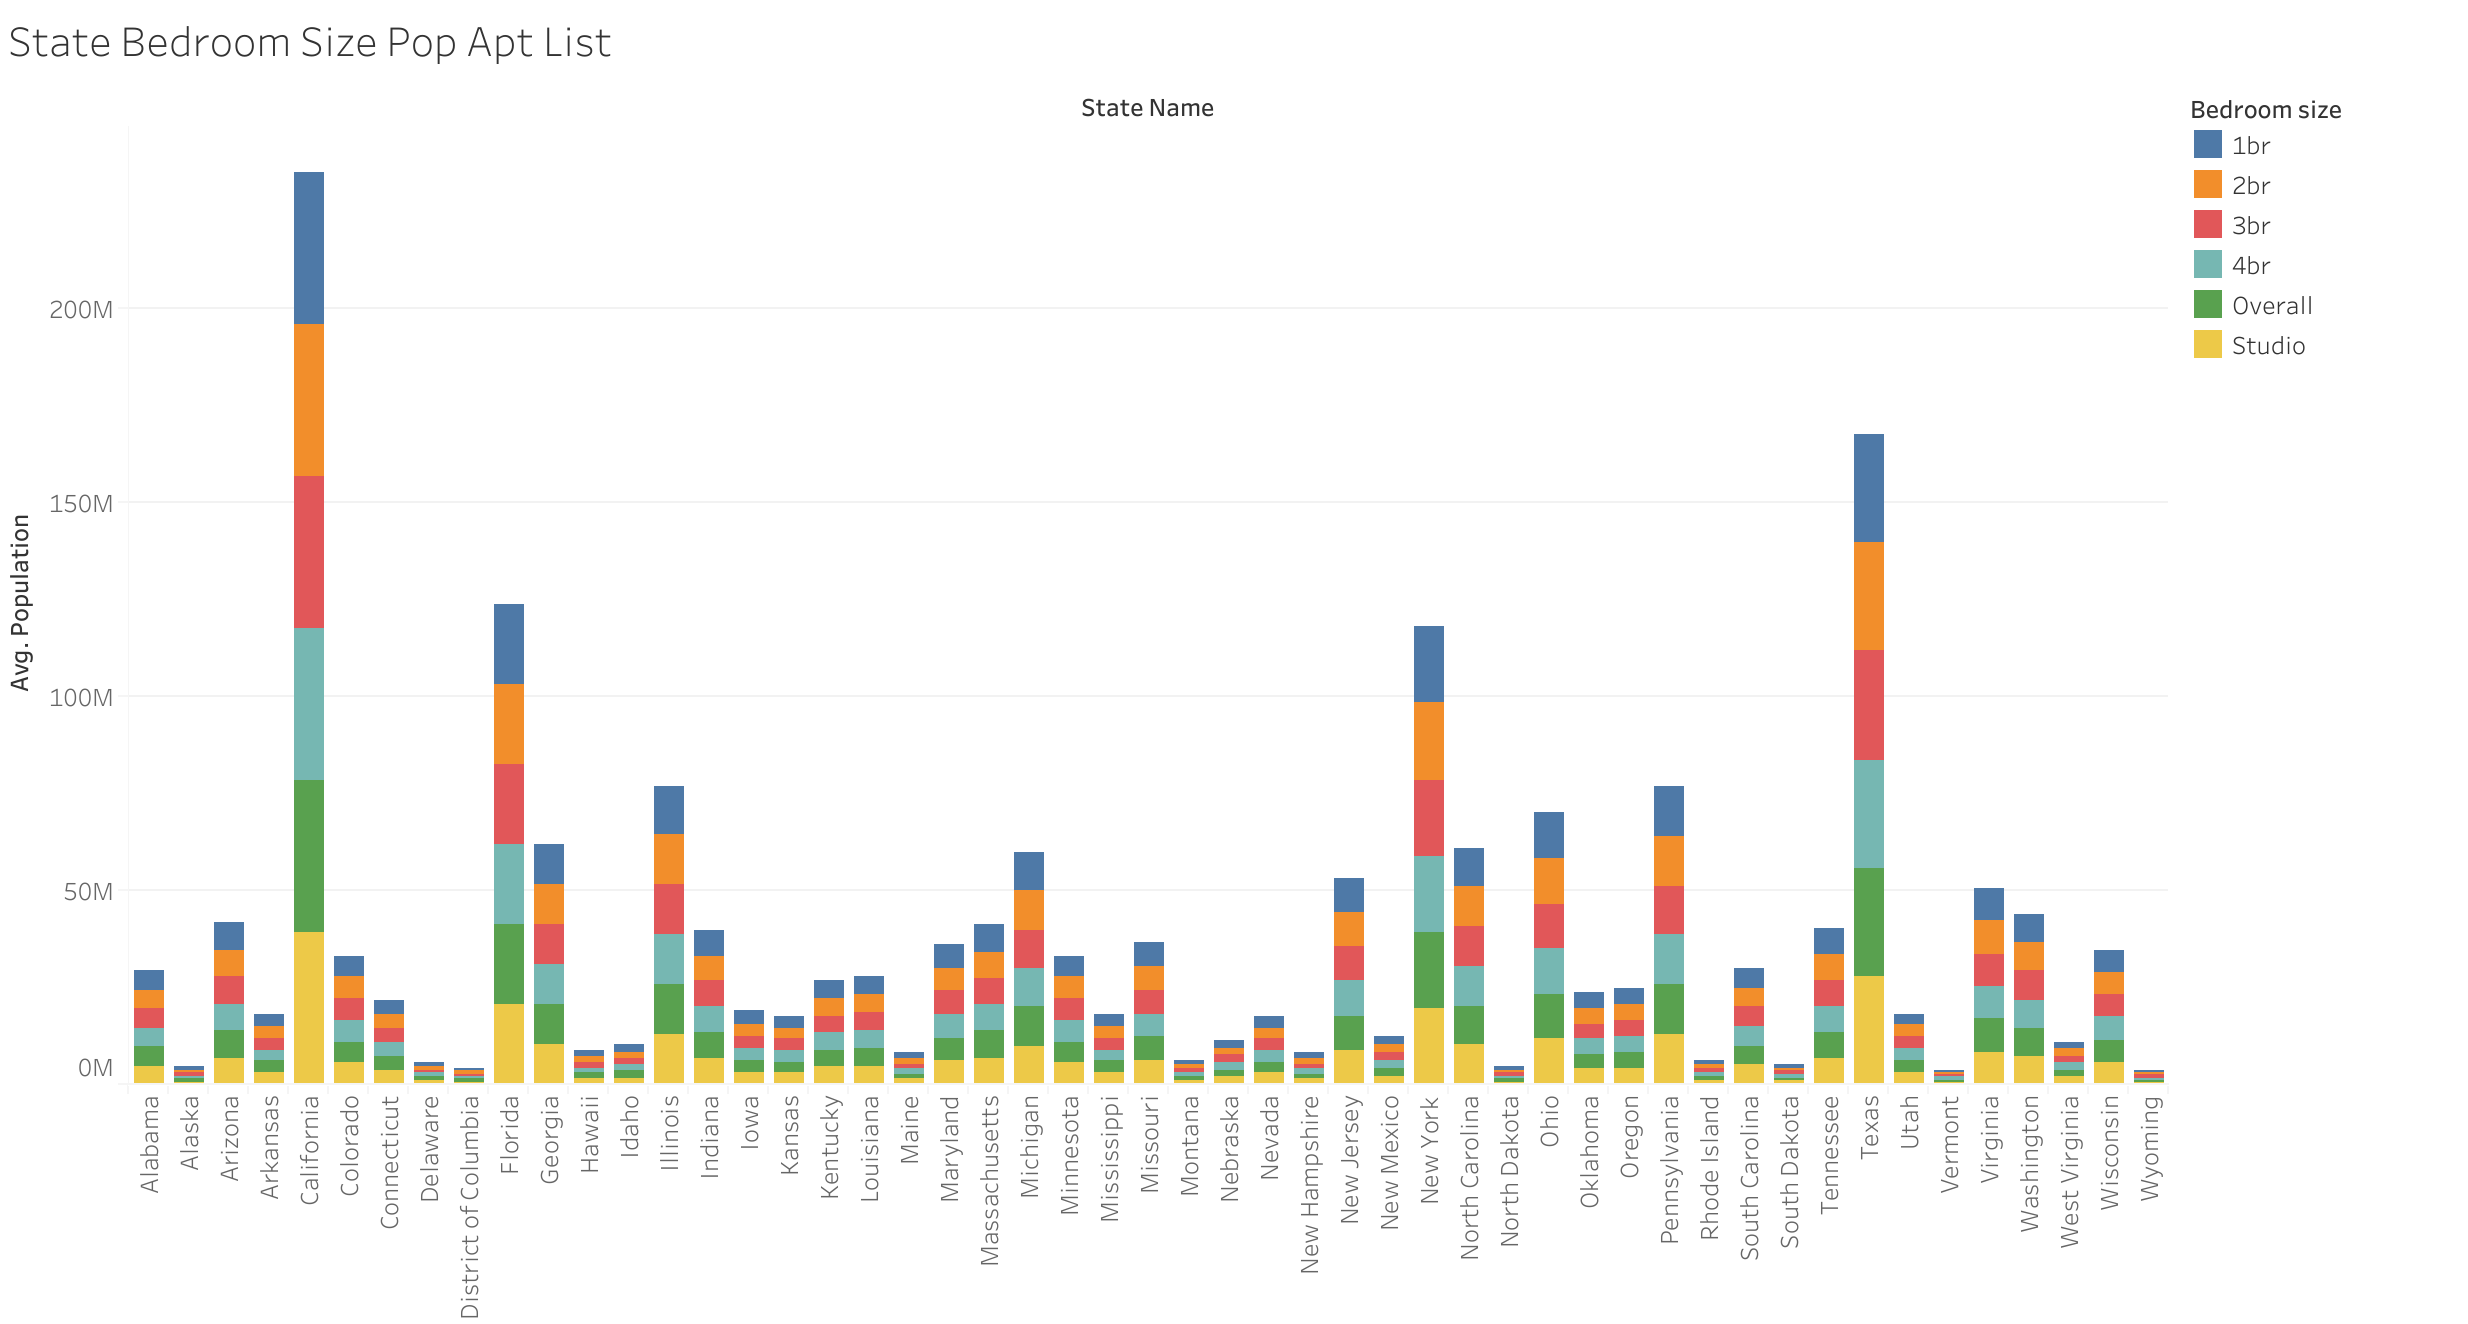 State Bedroom Size Pop Apt List
State Name
Bedroom size
1br
2br
3br
4br
Overall
Studio
Avg. Population
200M
150M
100M
50M
0M
Alabama
Alaska
Arizona
Arkansas
California
Colorado
Connecticut
Delaware
District of Columbia
Florida
Georgia
Hawaii
Idaho
Illinois
Indiana
Iowa
Kansas
Kentucky
Louisiana
Maine
Maryland
Massachusetts
Michigan
Minnesota
Mississippi
Missouri
Montana
Nebraska
Nevada
New Hampshire
New Jersey
New Mexico
New York
North Carolina
North Dakota
Ohio
Oklahoma
Oregon
Pennsylvania
Rhode Island
South Carolina
South Dakota
Tennessee
Texas
Utah
Vermont
Virginia
Washington
West Virginia
Wisconsin
Wyoming